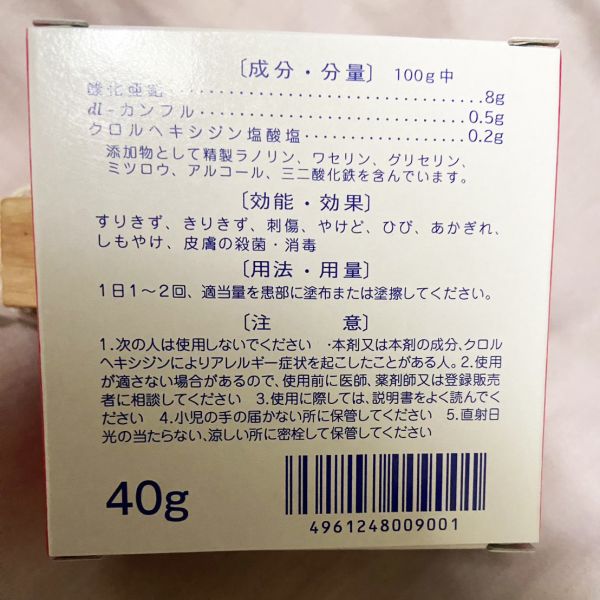 〔成分・分量〕 100g中
酸化亜鉛……………………………………8g
dl-カンフル…………………………………0.5g
クロルヘキシジン塩酸塩…………………0.2g
添加物として精製ラノリン、ワセリン、グリセリン、
ミツロウ、アルコール、三二酸化鉄を含んでいます。
〔効能・効果〕
すりきず、きりきず、刺傷、やけど、ひび、あかぎれ、
しもやけ、皮膚の殺菌・消毒
〔用法・用量〕
1日1〜2回、適当量を患部に塗布または塗擦してください。
〔注 意〕
1.次の人は使用しないでください ・本剤又は本剤の成分、クロル
ヘキシジンによりアレルギー症状を起こしたことがある人。2.使用
が適さない場合があるので、使用前に医師、薬剤師又は登録販売
者に相談してください 3.使用に際しては、説明書をよく読んでく
ださい 4.小児の手の届かない所に保管してください 5.直射日
光の当たらない、涼しい所に密栓して保管してください
40g
4961248009001